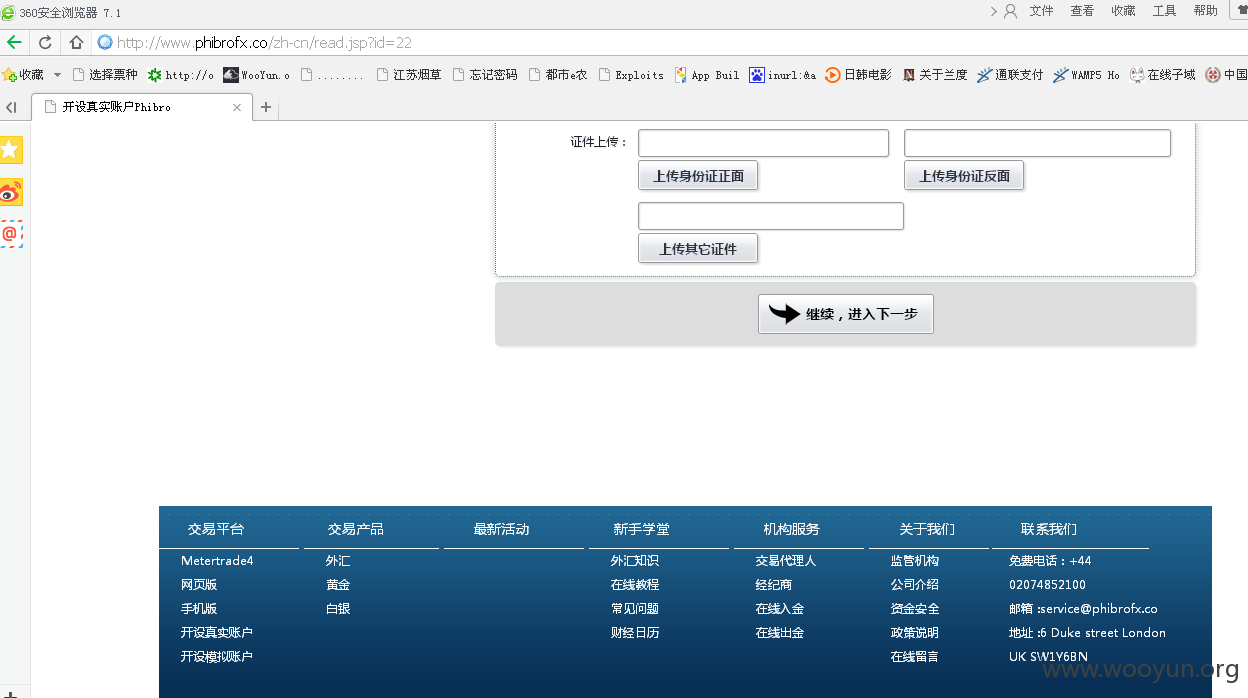 360安全浏览器 7.1
文件 查看 收藏 工具 帮助
http://www.phibrofx.co/zh-cn/read.jsp?id=22
收藏 选择票种 http://o WooYun.o ........ 江苏烟草 忘记密码 都市e农 Exploits App Buil inurl:&a 日韩电影 关于兰度 通联支付 WAMP5 Ho 在线子域 中国
开设真实账户Phibro
证件上传：
上传身份证正面 上传身份证反面
上传其它证件
继续，进入下一步
交易平台 交易产品 最新活动 新手学堂 机构服务 关于我们 联系我们
Metertrade4 外汇 外汇知识 交易代理人 监管机构 免费电话：+44
网页版 黄金 在线教程 经纪商 公司介绍 02074852100
手机版 白银 常见问题 在线入金 资金安全 邮箱 :service@phibrofx.co
开设真实账户 财经日历 在线出金 政策说明 地址 :6 Duke street London
开设模拟账户 在线留言 UK SW1Y6BN
www.wooyun.org